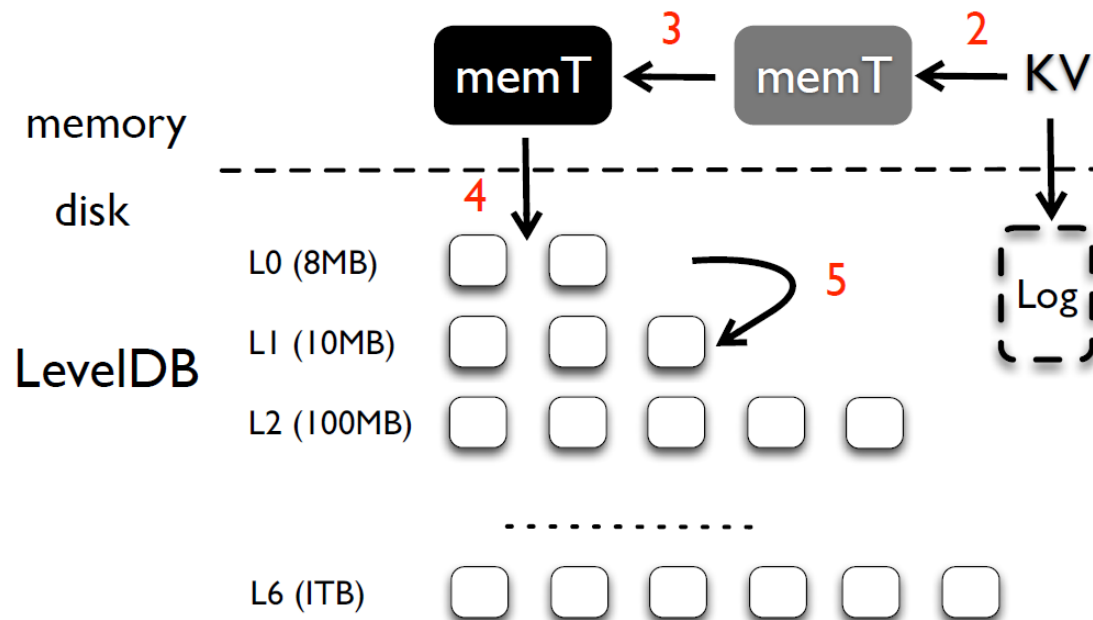 3
2
memT
memT
KV
memory
disk
4
L0 (8MB)
5
Log
L1 (10MB)
LevelDB
L2 (100MB)
L6 (1TB)